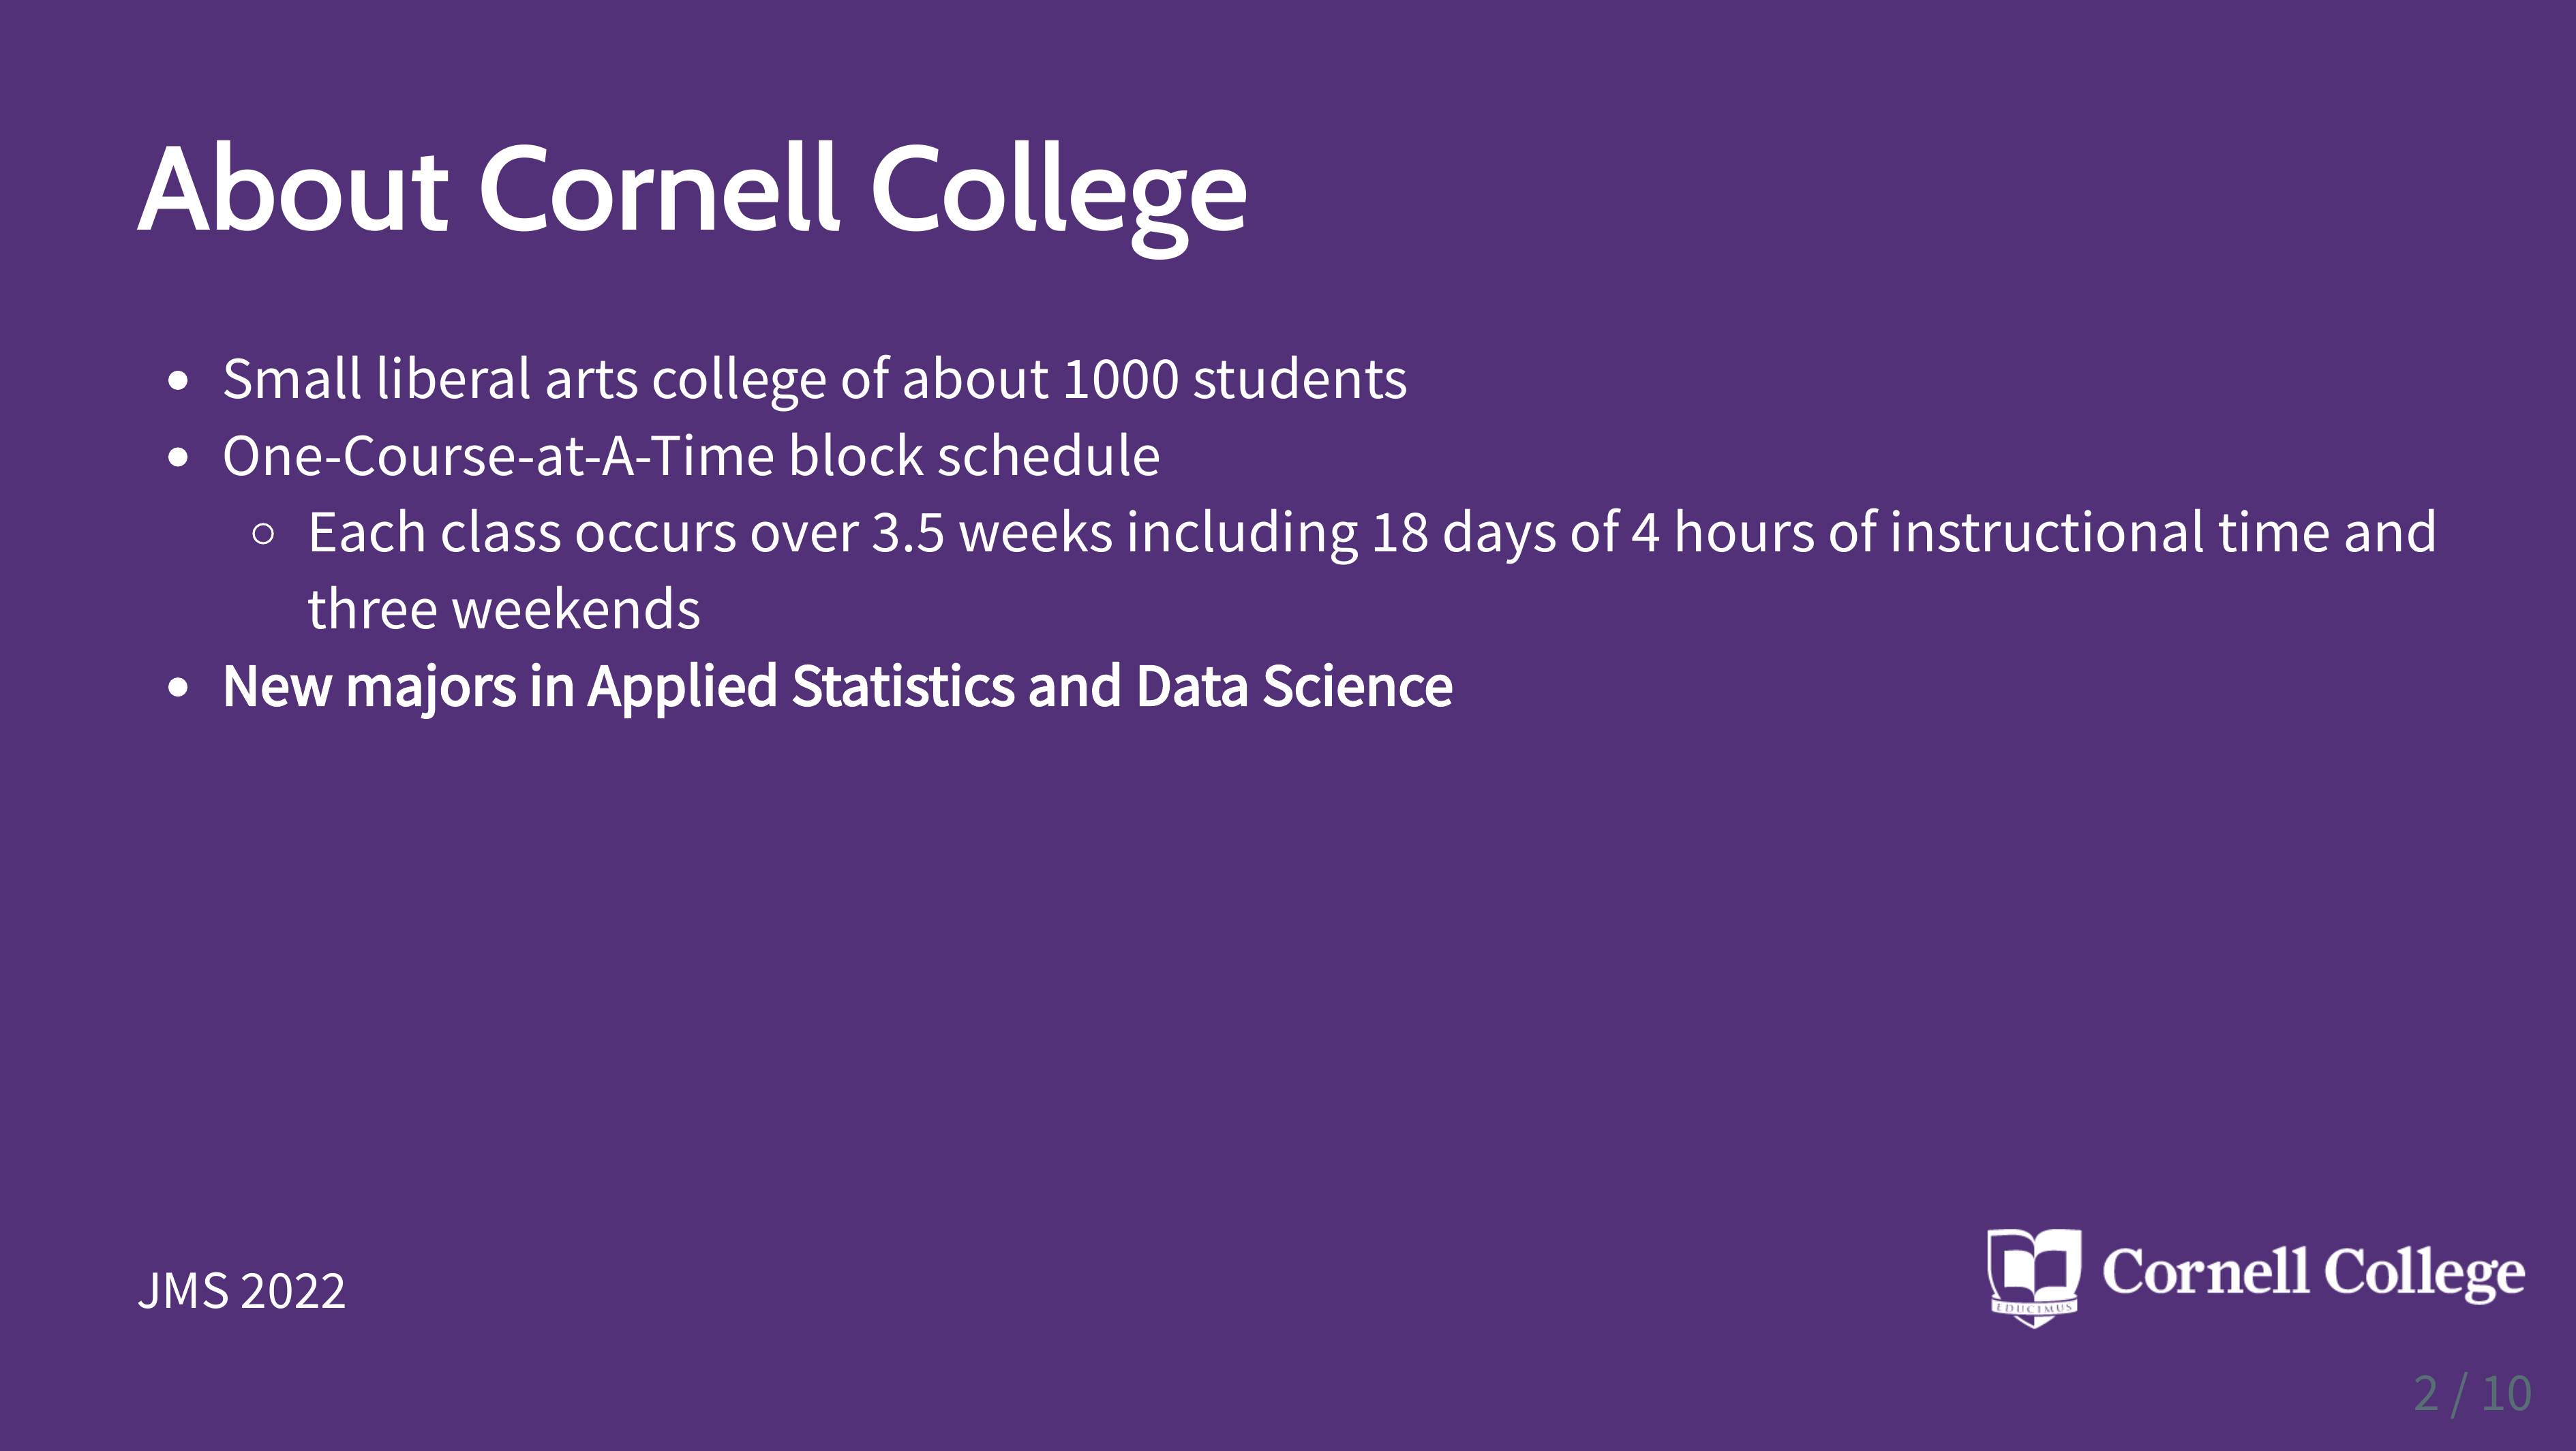 About Cornell College
• Small liberal arts college of about 1000 students
• One-Course-at-A-Time block schedule
○ Each class occurs over 3.5 weeks including 18 days of 4 hours of instructional time and
three weekends
• New majors in Applied Statistics and Data Science
JMS 2022
EDUCIMUS
Cornell College
2 / 10